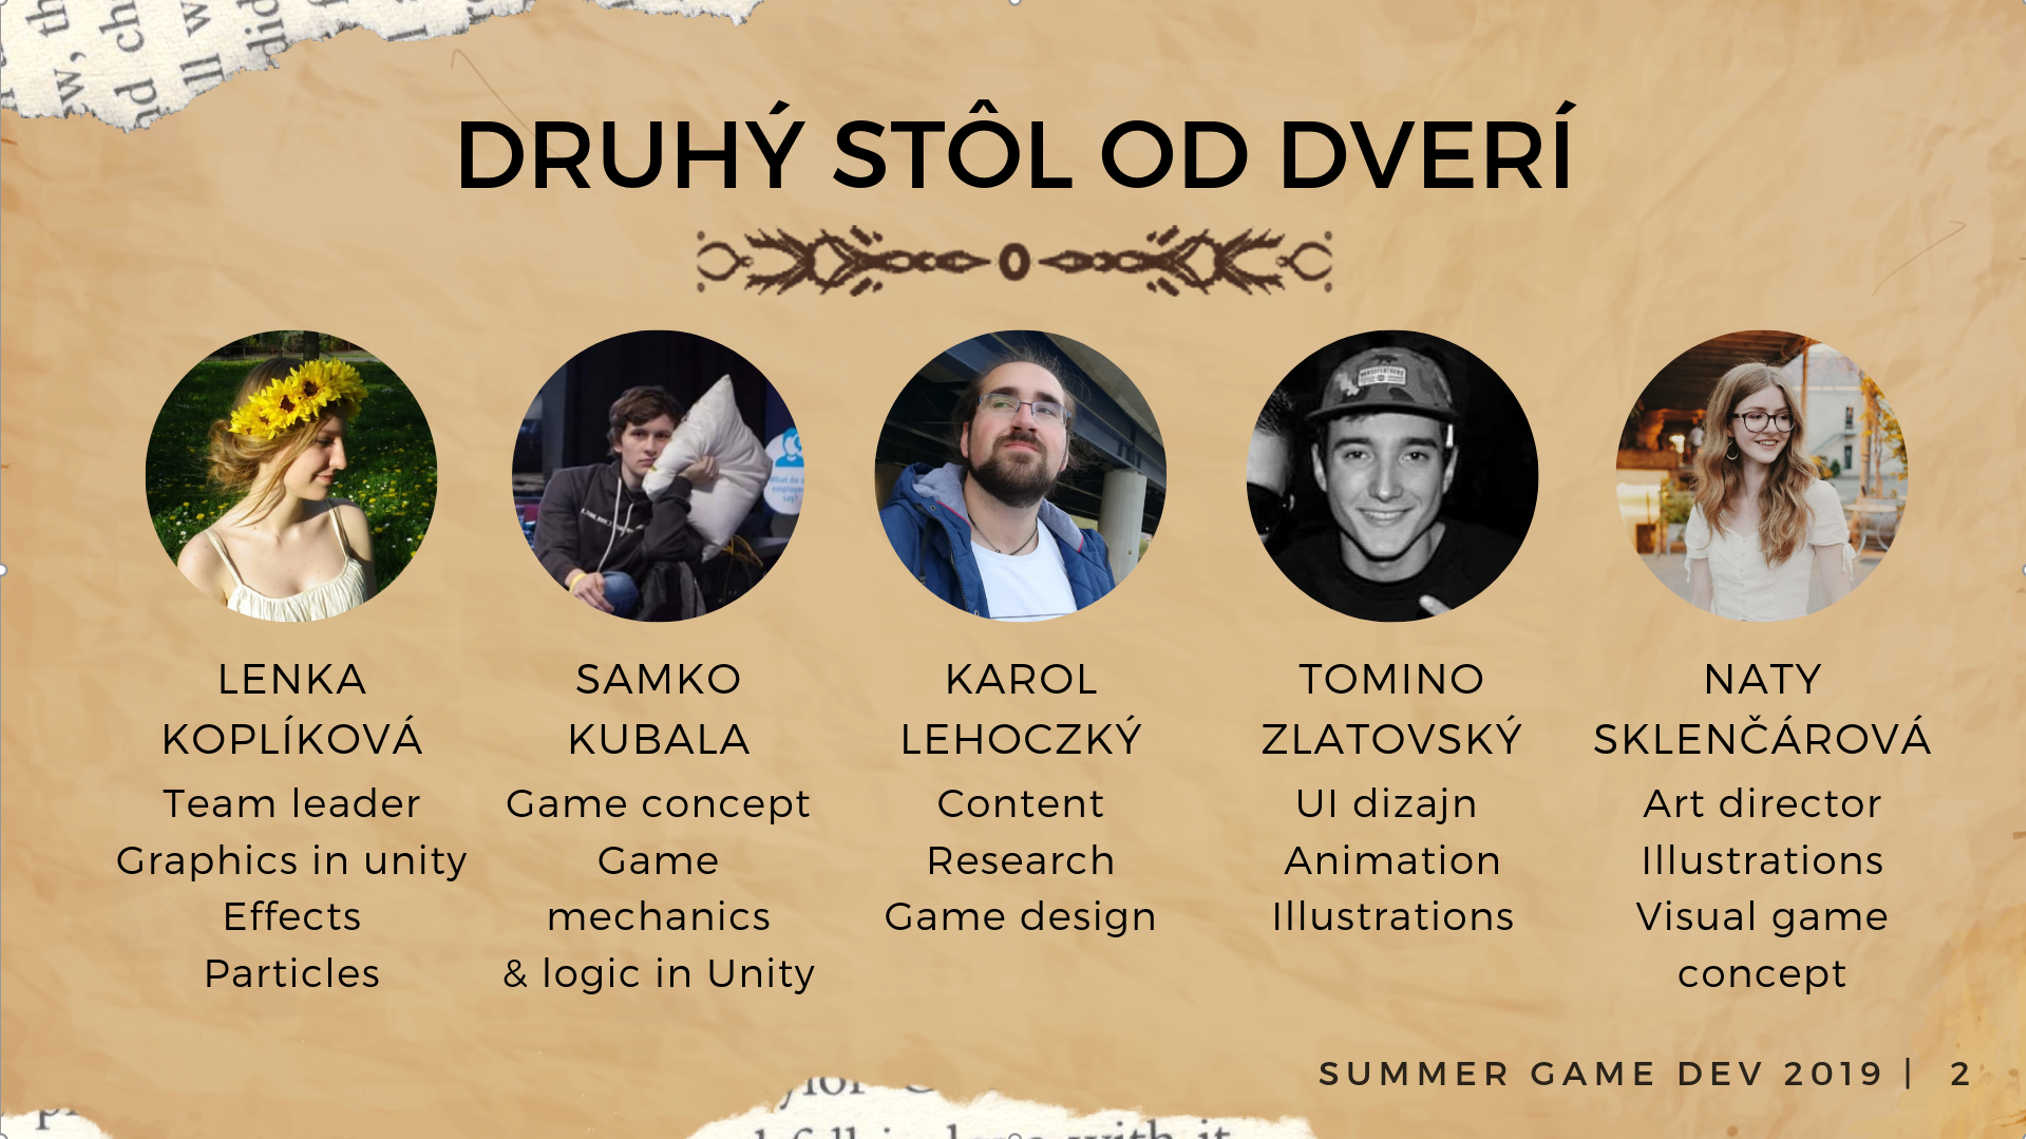 DRUHÝ STÔL OD DVERÍ
LENKA
KOPLÍKOVÁ
Team leader
Graphics in unity
Effects
Particles
SAMKO
KUBALA
Game concept
Game
mechanics
& logic in Unity
KAROL
LEHOCZKÝ
Content
Research
Game design
TOMINO
ZLATOVSKÝ
UI dizajn
Animation
Illustrations
NATY
SKLENČÁROVÁ
Art director
Illustrations
Visual game
concept
SUMMER GAME DEV 2019 | 2
with it